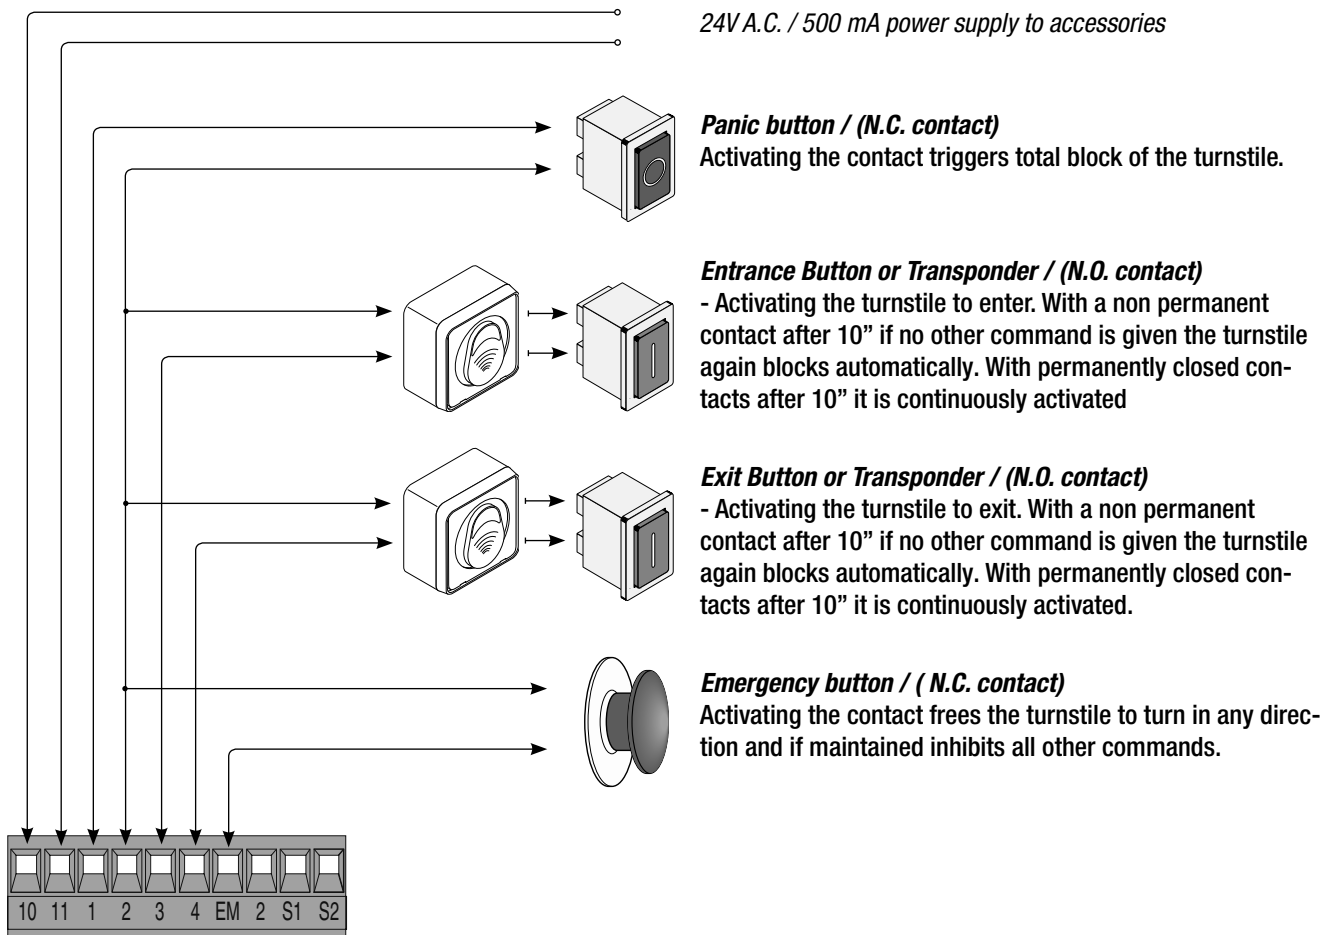 24V A.C. / 500 mA power supply to accessories
Panic button / (N.C. contact)
Activating the contact triggers total block of the turnstile.
Entrance Button or Transponder / (N.O. contact)
- Activating the turnstile to enter. With a non permanent
contact after 10” if no other command is given the turnstile
again blocks automatically. With permanently closed con-
tacts after 10” it is continuously activated
Exit Button or Transponder / (N.O. contact)
- Activating the turnstile to exit. With a non permanent
contact after 10” if no other command is given the turnstile
again blocks automatically. With permanently closed con-
tacts after 10” it is continuously activated.
Emergency button / ( N.C. contact)
Activating the contact frees the turnstile to turn in any direc-
tion and if maintained inhibits all other commands.
10 11 1 2 3 4 EM 2 S1 S2